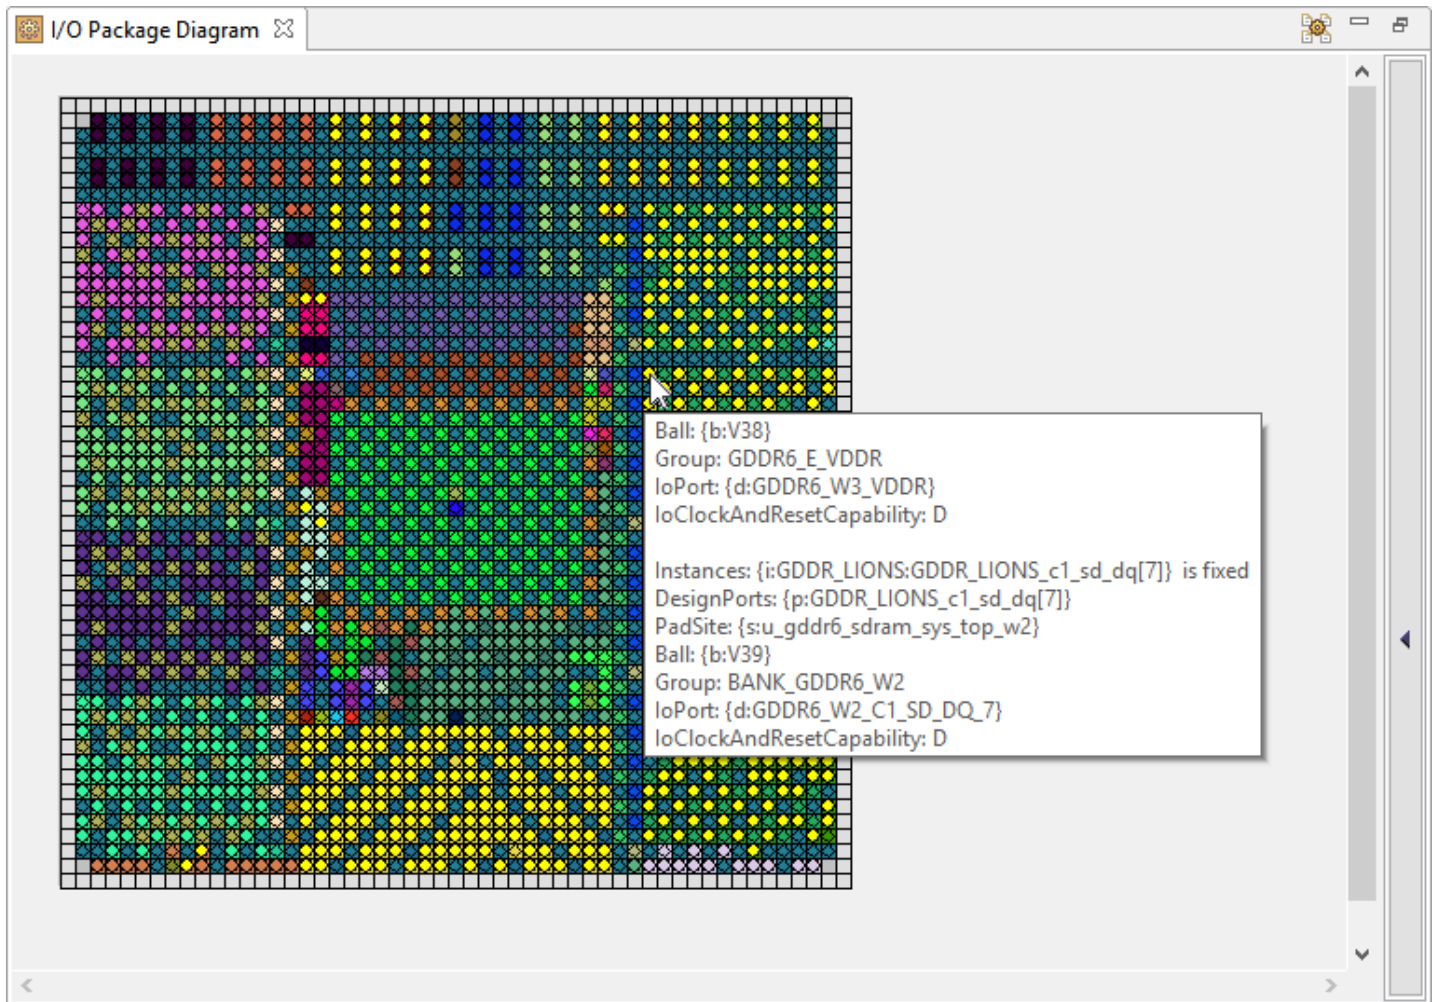 I/O Package Diagram
Ball: {b:V38}
Group: GDDR6_E_VDDR
IoPort: {d:GDDR6_W3_VDDR}
IoClockAndResetCapability: D
Instances: {i:GDDR_LIONS:GDDR_LIONS_c1_sd_dq[7]} is fixed
DesignPorts: {p:GDDR_LIONS_c1_sd_dq[7]}
PadSite: {s:u_gddr6_sdram_sys_top_w2}
Ball: {b:V39}
Group: BANK_GDDR6_W2
IoPort: {d:GDDR6_W2_C1_SD_DQ_7}
IoClockAndResetCapability: D